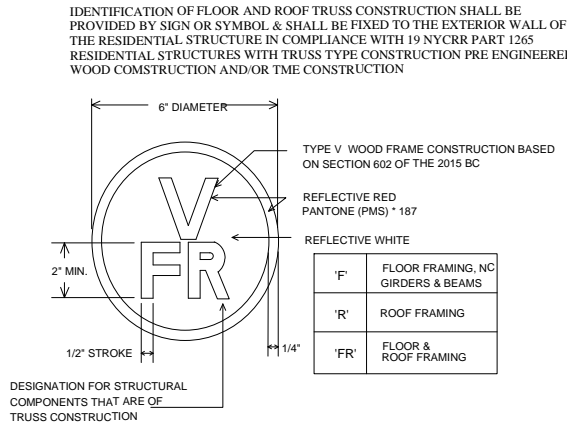 IDENTIFICATION OF FLOOR AND ROOF TRUSS CONSTRUCTION SHALL BE
PROVIDED BY SIGN OR SYMBOL & SHALL BE FIXED TO THE EXTERIOR WALL OF
THE RESIDENTIAL STRUCTURE IN COMPLIANCE WITH 19 NYCRR PART 1265
RESIDENTIAL STRUCTURES WITH TRUSS TYPE CONSTRUCTION PRE ENGINEERE
WOOD COMSTRUCTION AND/OR TME CONSTRUCTION
6" DIAMETER
TYPE V WOOD FRAME CONSTRUCTION BASED
ON SECTION 602 OF THE 2015 BC
V
REFLECTIVE RED
PANTONE (PMS) * 187
REFLECTIVE WHITE
FR
2" MIN.
'F' FLOOR FRAMING, NC
GIRDERS & BEAMS
'R' ROOF FRAMING
'FR' FLOOR &
ROOF FRAMING
1/2" STROKE
1/4"
DESIGNATION FOR STRUCTURAL
COMPONENTS THAT ARE OF
TRUSS CONSTRUCTION